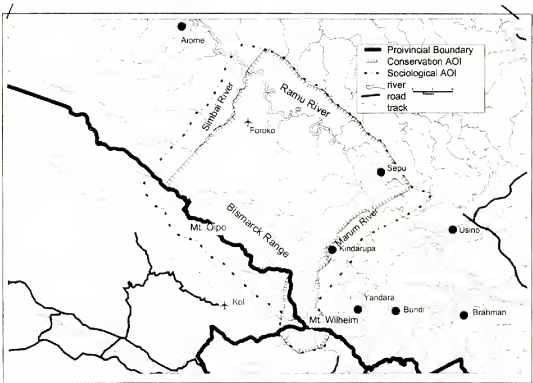 Aiome
Proivincial Boundary
Conservation AOI
Sociological AOI
river
road
track
Simbai River
Ramu River
Foroko
Sepu
Bismarck Range
Mt. Oipo
Marum River
Usino
Kindarupa
Kol
Yandara
Bundi
Brahman
Mt. Wilhelm